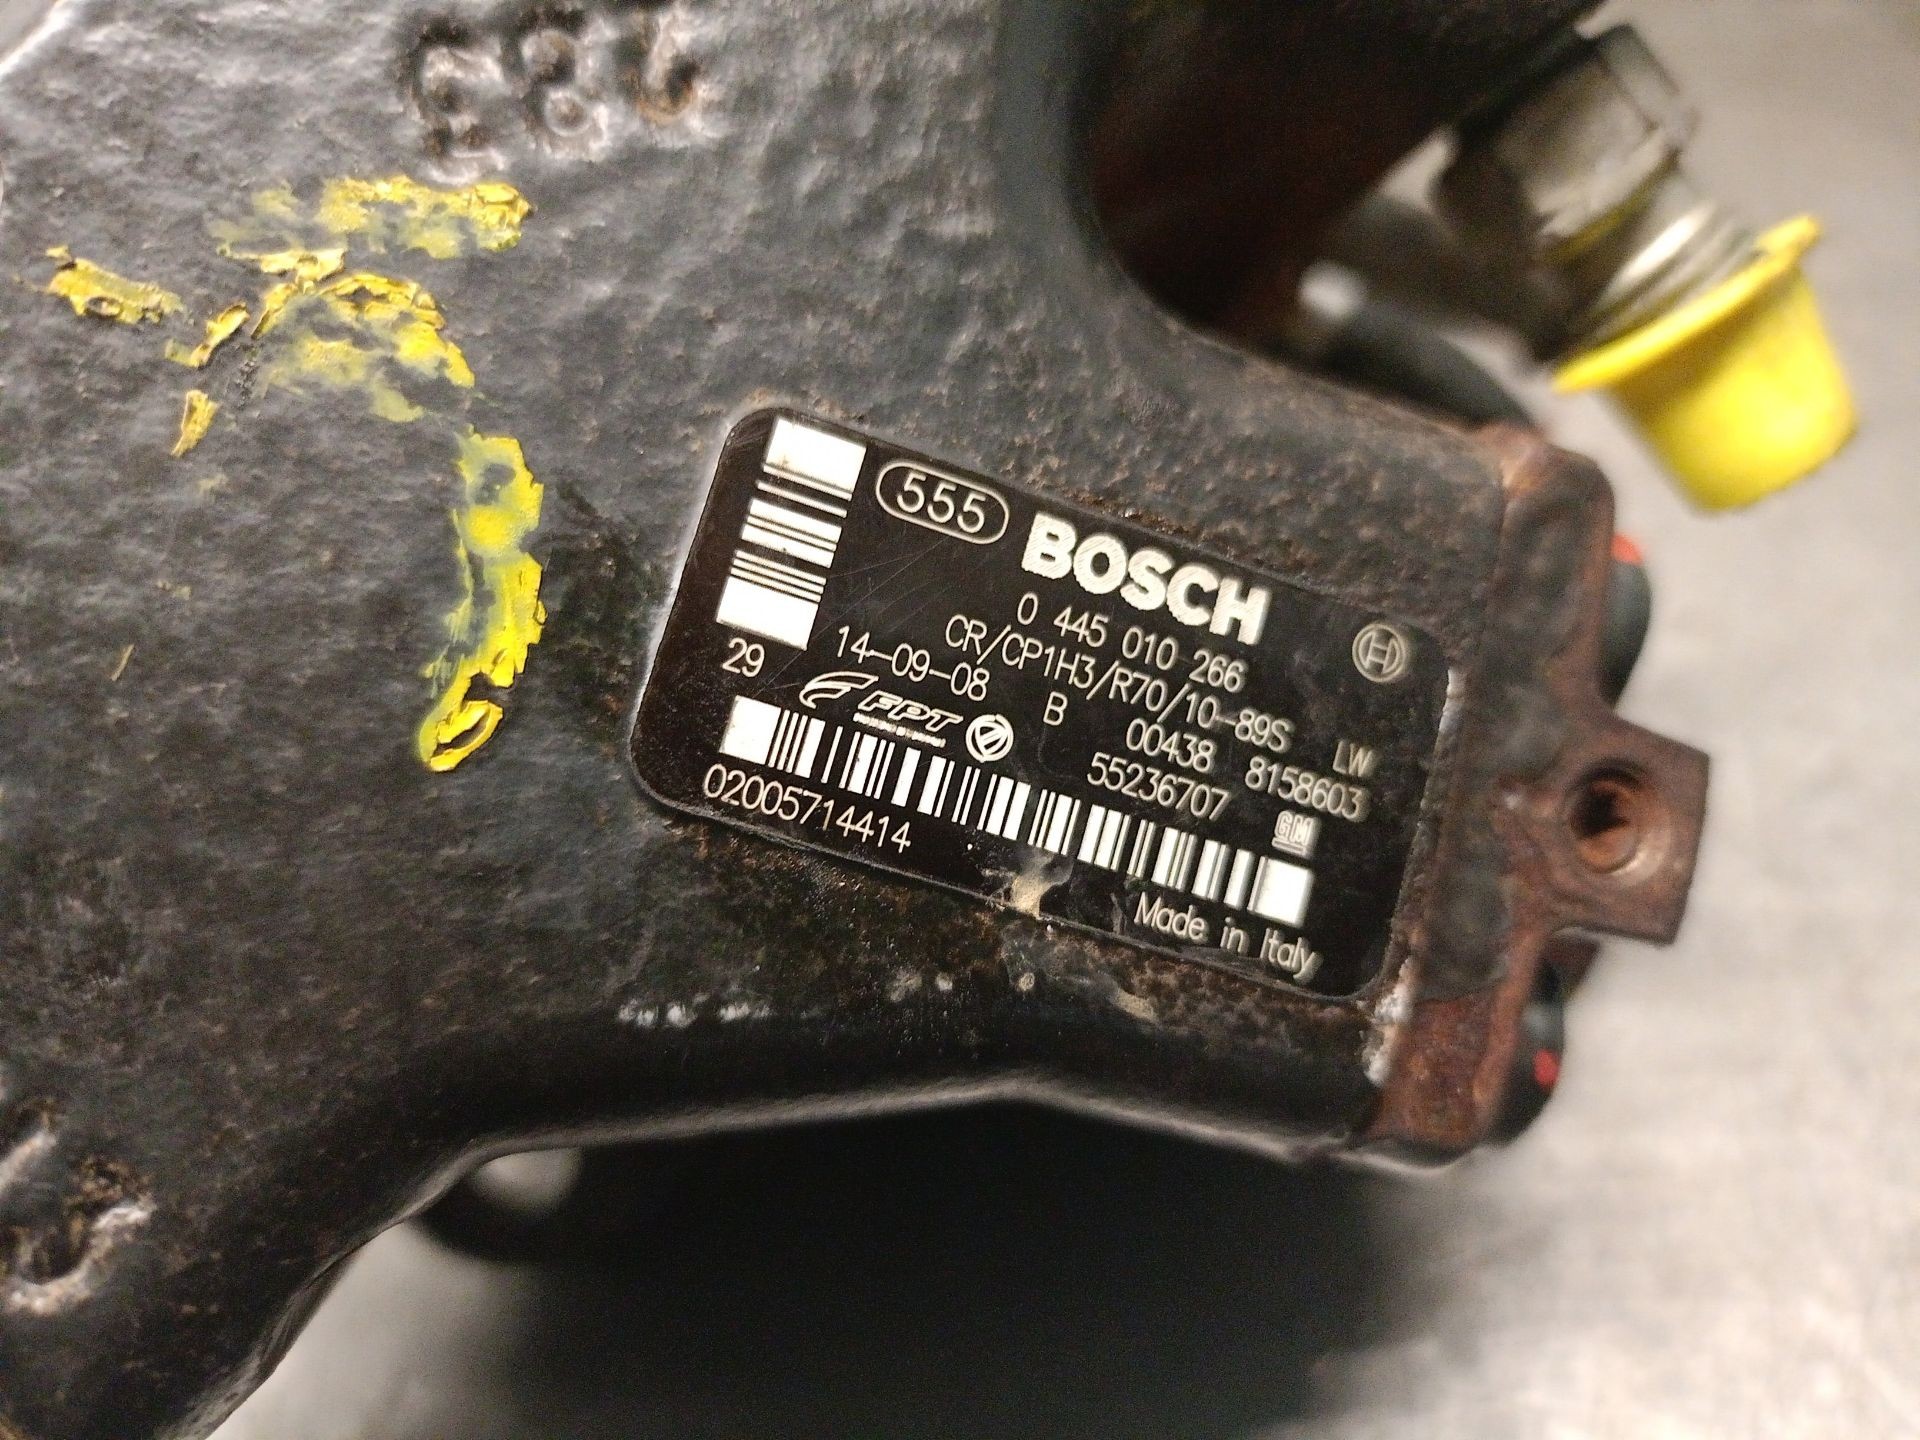 555 BOSCH
0 445 010 266
CR/CP1H3/R70/10-89S LW
29 14-09-08 B 00438 8158603
FPT 55236707 GM
02005714414
Made in Italy